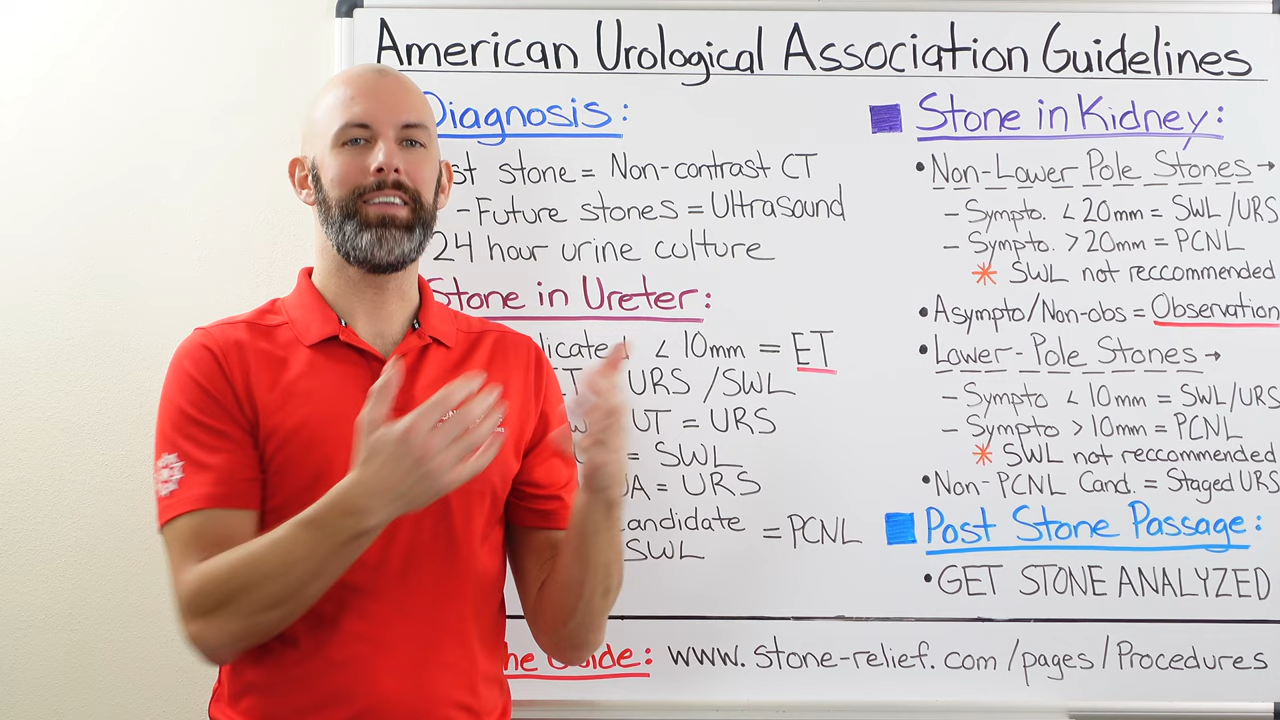 American Urological Association Guidelines
Diagnosis:
stone = Non-contrast CT
- Future stones = Ultrasound
24 hour urine culture
Stone in Ureter:
< 10mm = ET
URS / SWL
UT = URS
= SWL
= URS
= PCNL
SWL
Stone in Kidney:
• Non-Lower Pole Stones →
- Sympto. < 20mm = SWL / URS
- Sympto. > 20mm = PCNL
* SWL not reccommended
• Asympto/Non-obs = Observation
• Lower-Pole Stones →
- Sympto < 10mm = SWL/URS
- Sympto > 10mm = PCNL
* SWL not reccommended
• Non-PCNL Cand. = Staged URS
Post Stone Passage:
• GET STONE ANALYZED
Guide: www.stone-relief.com/pages/Procedures